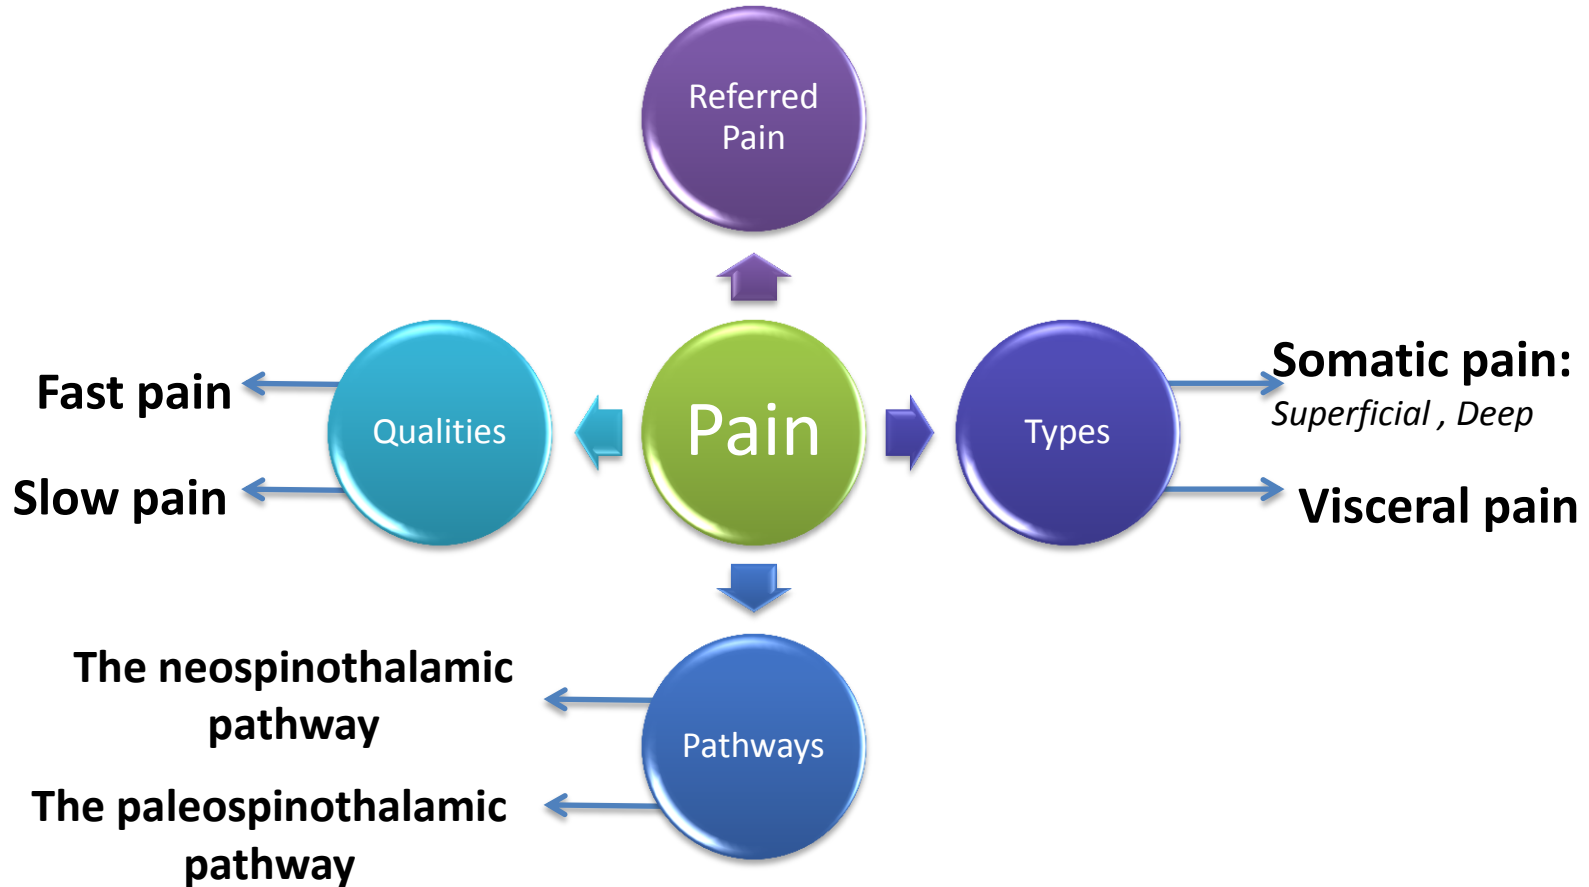 Referred
Pain
Fast pain
Slow pain
Qualities
Pain
Types
Somatic pain:
Superficial , Deep
Visceral pain
The neospinothalamic
pathway
The paleospinothalamic
pathway
Pathways